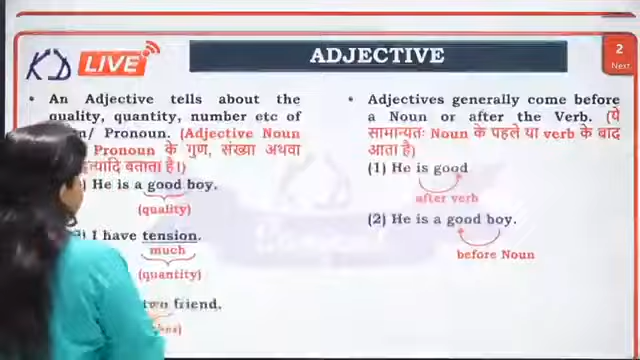 KD LIVE
ADJECTIVE
2
Next
• An Adjective tells about the
quality, quantity, number etc of
Pronoun. (Adjective Noun
Pronoun के गुण, संख्या अथवा
बताता है।)
He is a good boy.
(quality)
I have tension.
much
(quantity)
two friend.
• Adjectives generally come before
a Noun or after the Verb. (ये
सामान्यतः Noun के पहले या verb के बाद
आता है)
(1) He is good
after verb
(2) He is a good boy.
before Noun